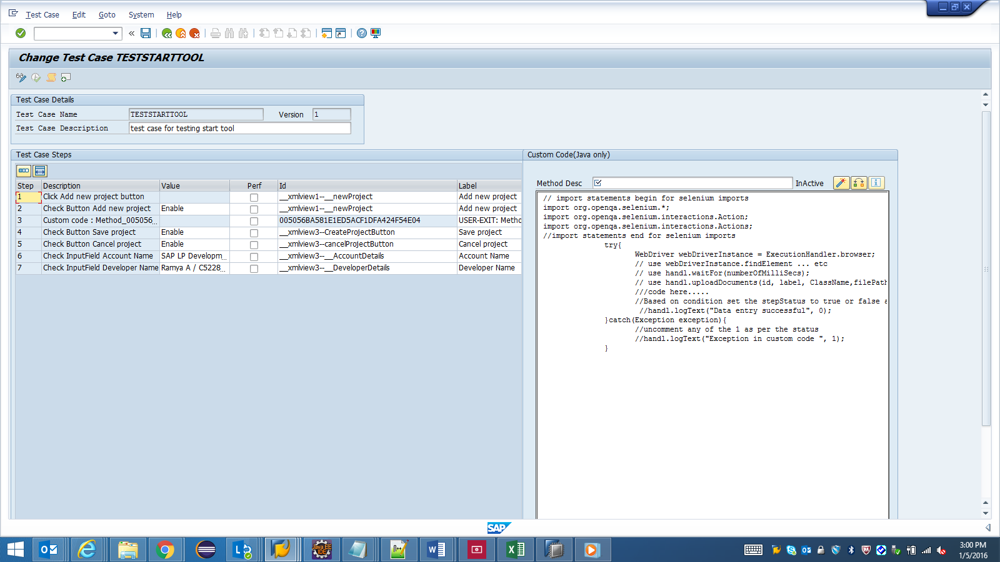 Test Case Edit Goto System Help
Change Test Case TESTSTARTTOOL
Test Case Details
Test Case Name TESTSTARTTOOL Version 1
Test Case Description test case for testing start tool
Test Case Steps
Step Description Value Perf Id Label
1 Click Add new project button __xmlview1--__newProject Add new project
2 Check Button Add new project Enable __xmlview1--__newProject Add new project
3 Custom code : Method_005056... 005056BA581E1ED5ACF1DFA424F54E04 USER-EXIT: Metho
4 Check Button Save project Enable __xmlview3--CreateProjectButton Save project
5 Check Button Cancel project Enable __xmlview3--cancelProjectButton Cancel project
6 Check InputField Account Name SAP LP Developm... __xmlview3--__AccountDetails Account Name
7 Check InputField Developer Name Ramya A / C5228... __xmlview3--__DeveloperDetails Developer Name
Custom Code(Java only)
Method Desc InActive
// import statements begin for selenium imports
import org.openqa.selenium.*;
import org.openqa.selenium.interactions.Action;
import org.openqa.selenium.interactions.Actions;
//import statements end for selenium imports
try{
WebDriver webDriverInstance = ExecutionHandler.browser;
// use webDriverInstance.findElement ... etc
// use handl.waitFor(numberOfMilliSecs);
// use handl.uploadDocuments(id, label, ClassName,filePath
///code here.....
//Based on condition set the stepStatus to true or false a
//handl.logText("Data entry successful", 0);
}catch(Exception exception){
//uncomment any of the 1 as per the status
//handl.logText("Exception in custom code ", 1);
}
SAP
Java EE
IDE
3:00 PM
1/5/2016